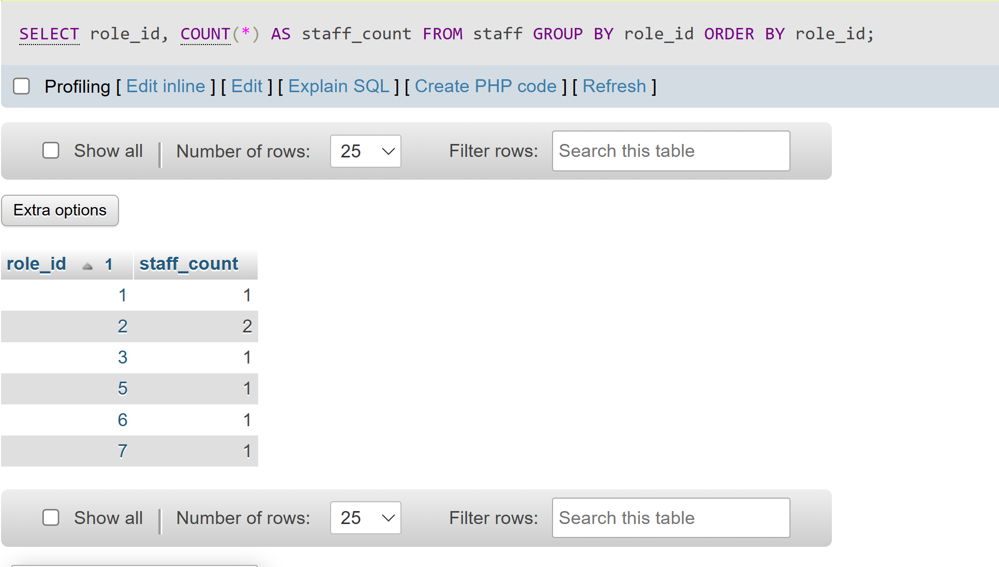 SELECT role_id, COUNT(*) AS staff_count FROM staff GROUP BY role_id ORDER BY role_id;
Profiling [ Edit inline ] [ Edit ] [ Explain SQL ] [ Create PHP code ] [ Refresh ]
Show all Number of rows: 25 Filter rows: Search this table
Extra options
role_id 1 staff_count
1 1
2 2
3 1
5 1
6 1
7 1
Show all Number of rows: 25 Filter rows: Search this table